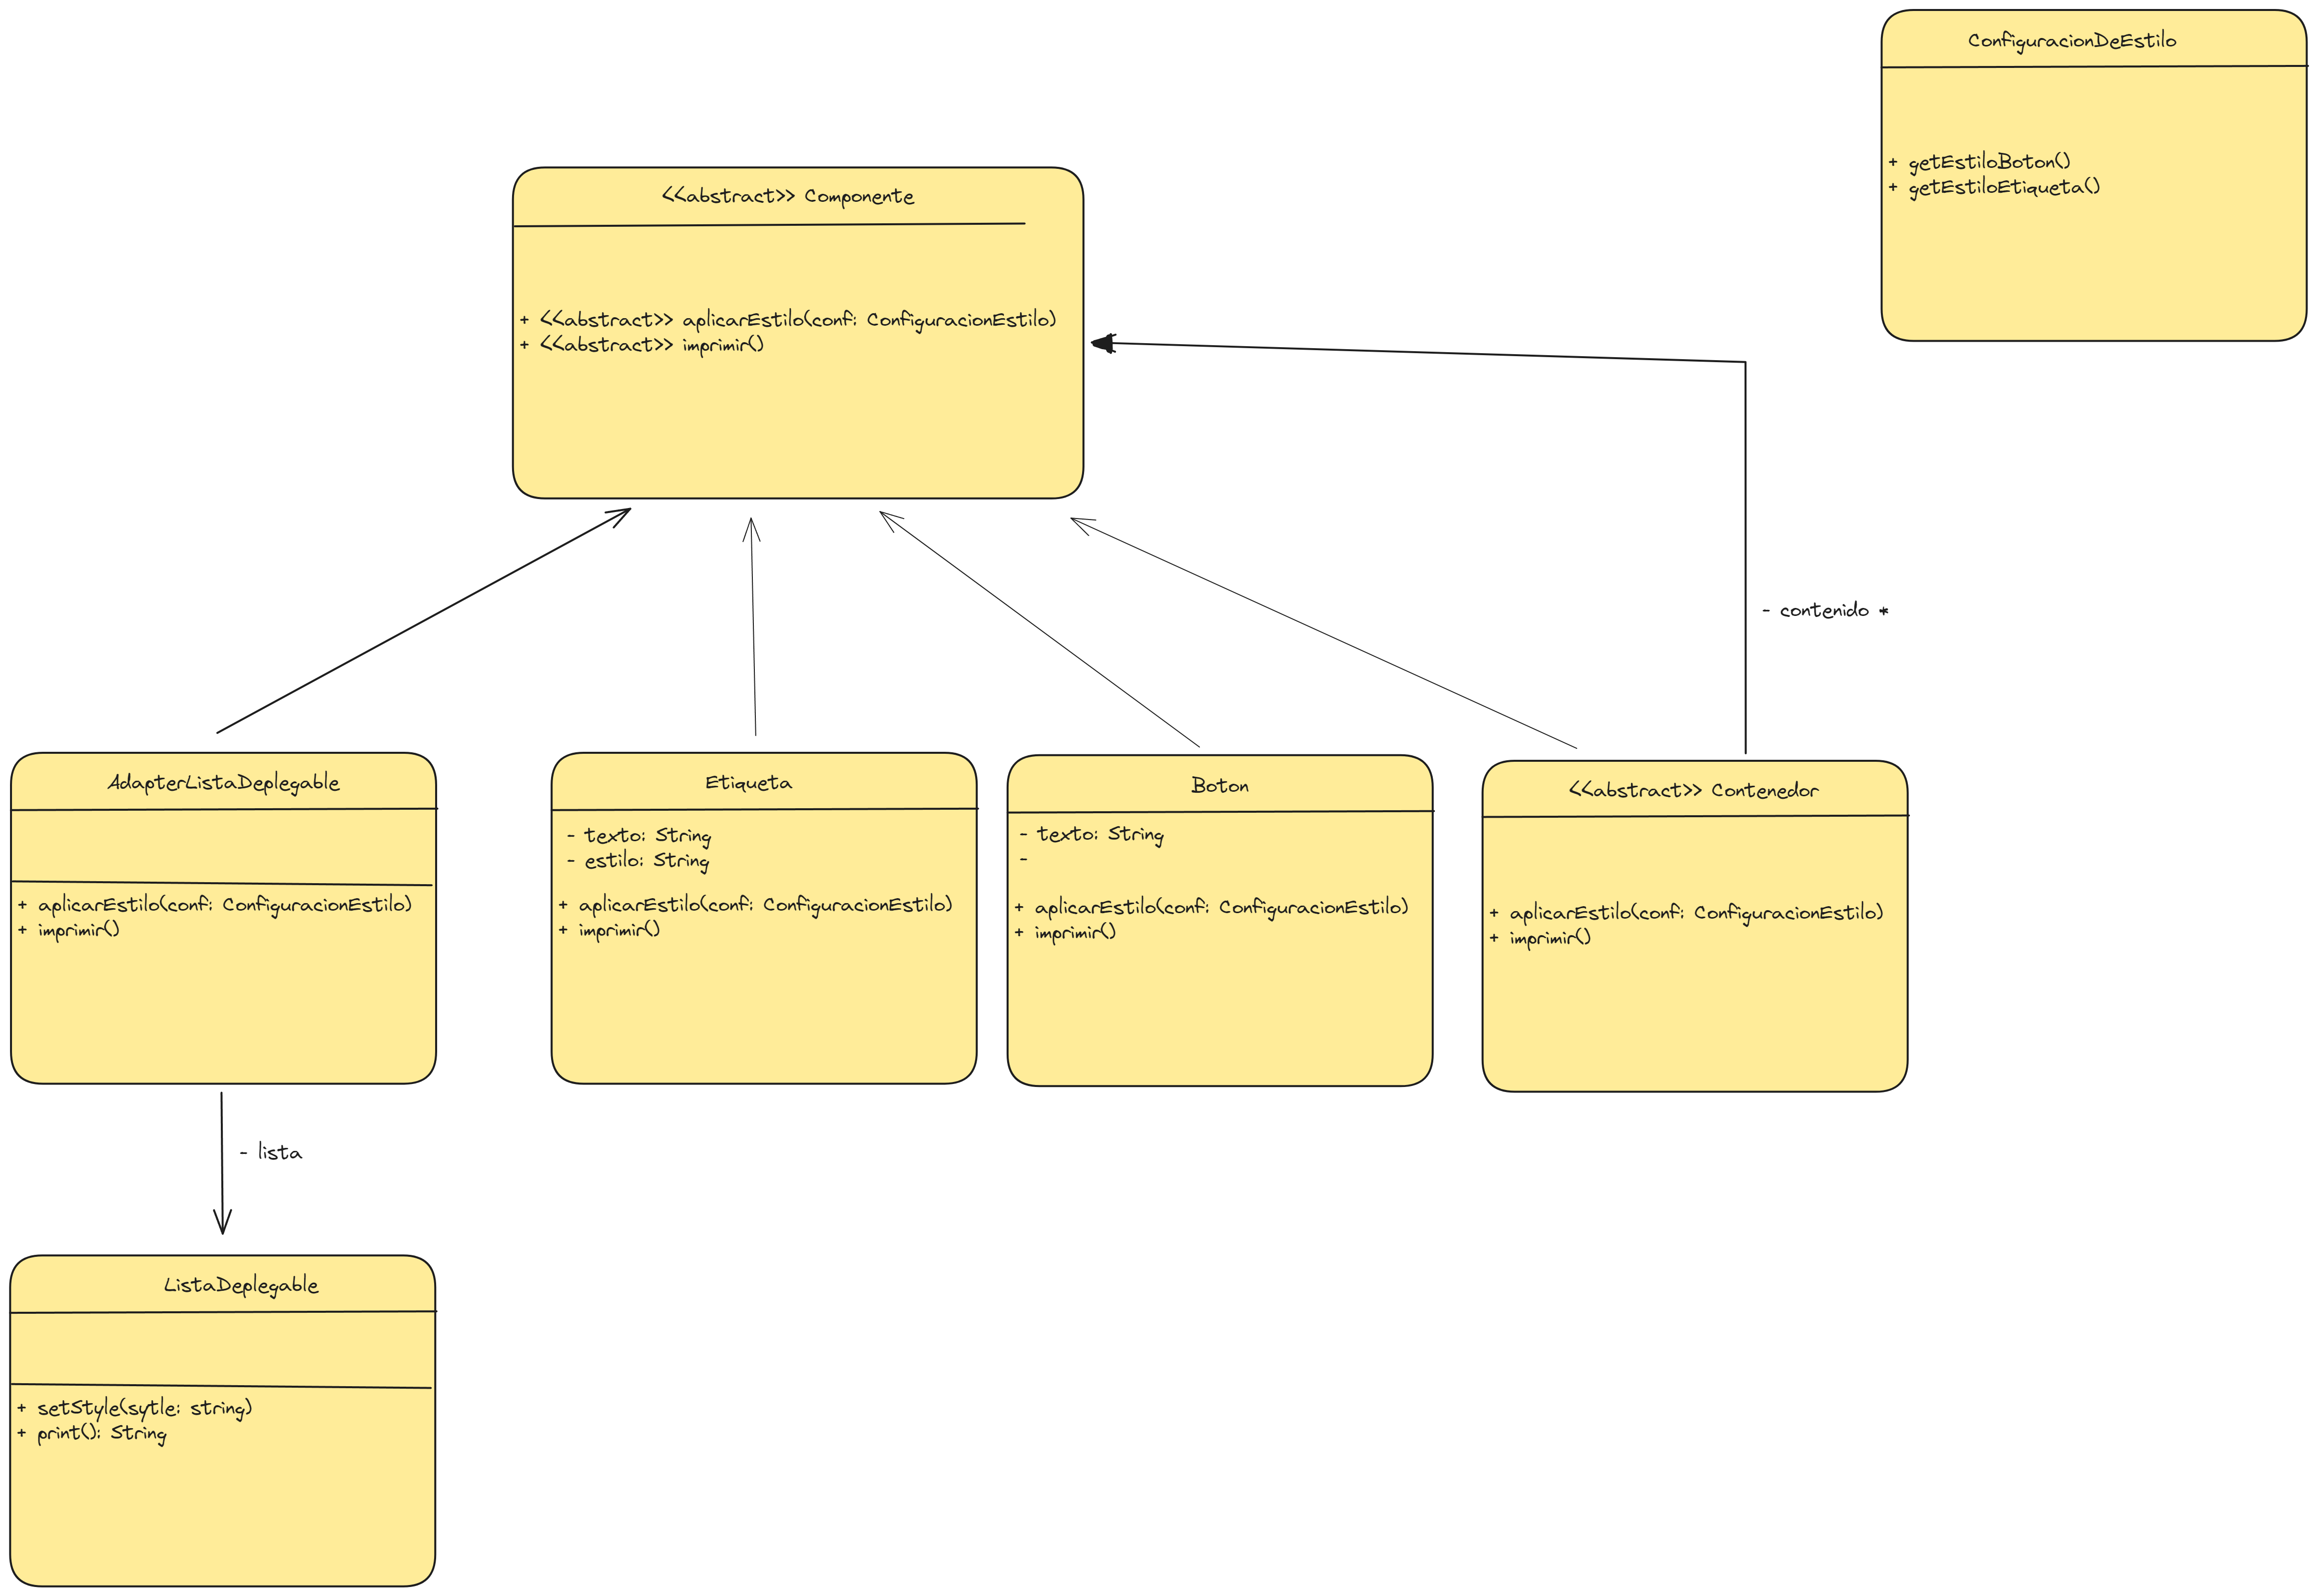 ConfiguracionDeEstilo
+ getEstiloBoton()
+ getEstiloEtiqueta()
<<abstract>> Componente
+ <<abstract>> aplicarEstilo(conf: ConfiguracionEstilo)
+ <<abstract>> imprimir()
- contenido *
AdapterListaDeplegable
+ aplicarEstilo(conf: ConfiguracionEstilo)
+ imprimir()
Etiqueta
- texto: String
- estilo: String
+ aplicarEstilo(conf: ConfiguracionEstilo)
+ imprimir()
Boton
- texto: String
-
+ aplicarEstilo(conf: ConfiguracionEstilo)
+ imprimir()
<<abstract>> Contenedor
+ aplicarEstilo(conf: ConfiguracionEstilo)
+ imprimir()
- lista
ListaDeplegable
+ setStyle(sytle: string)
+ print(): String